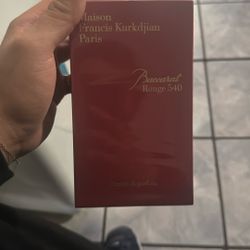 Maison
Francis Kurkdjian
Paris
Baccarat
Rouge 540